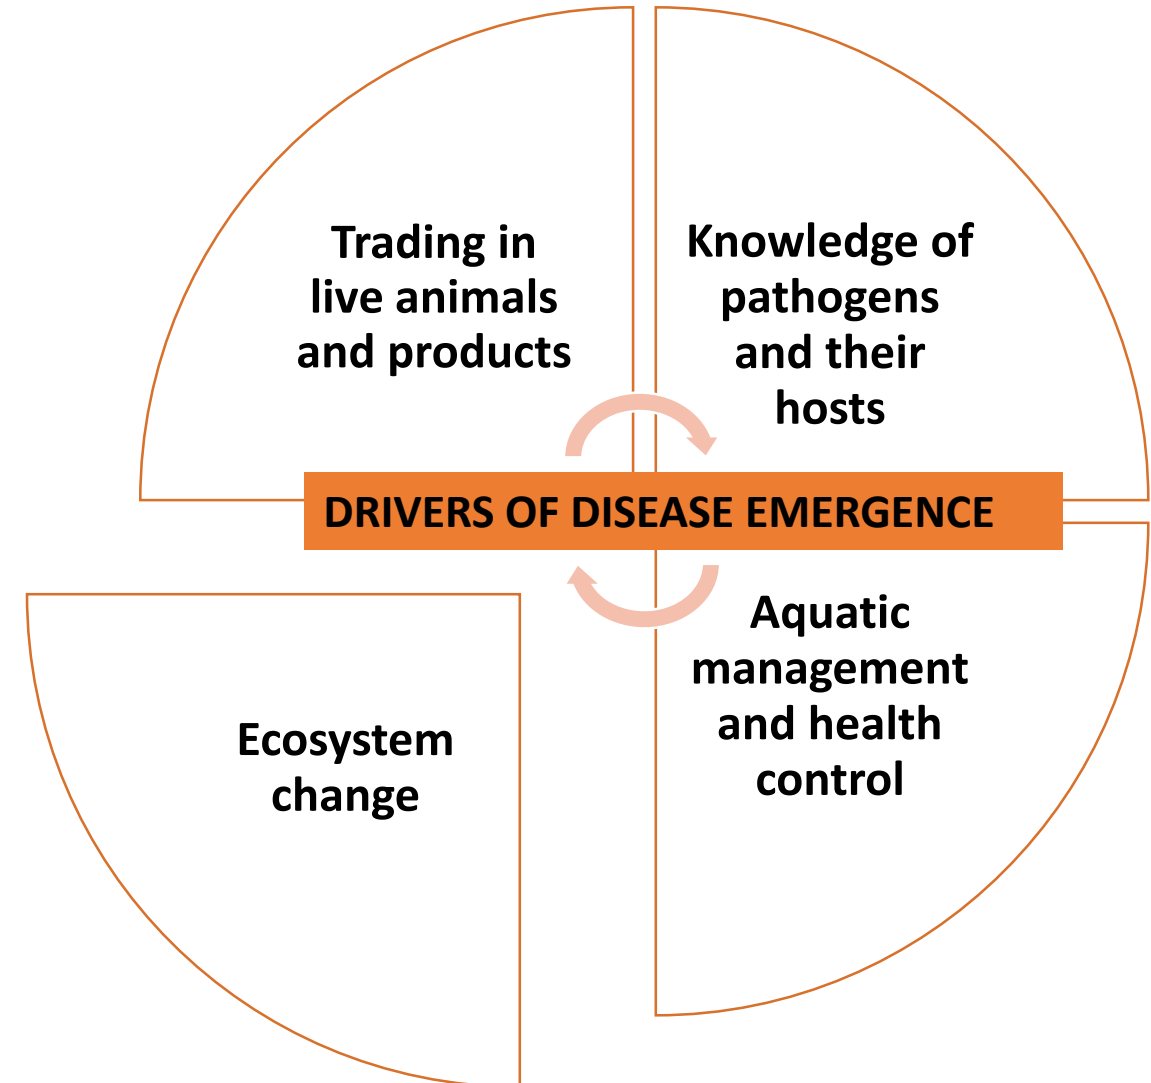 Trading in
live animals
and products
Knowledge of
pathogens
and their
hosts
DRIVERS OF DISEASE EMERGENCE
Aquatic
management
and health
control
Ecosystem
change